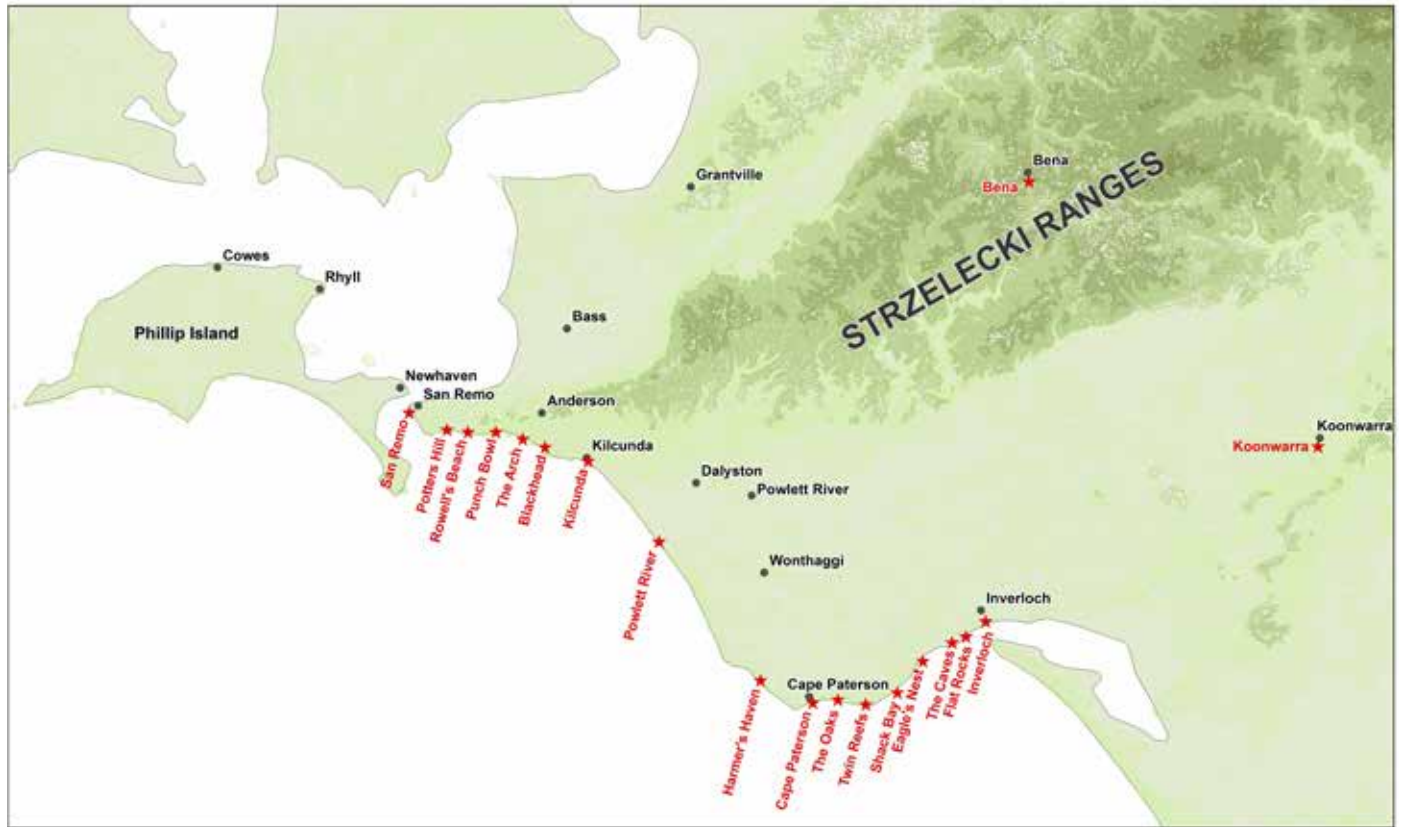 Bena
Bena
Grantville
STRZELECKI RANGES
Cowes
Rhyll
Phillip Island
Bass
Newhaven
San Remo
Anderson
Kilcunda
Koonwarra
Koonwarra
San Remo
Potters Hill
Rowell's Beach
Punch Bowl
The Arch
Blackhead
Kilcunda
Dalyston
Powlett River
Powlett River
Wonthaggi
Inverloch
Cape Paterson
Harmer's Haven
Cape Paterson
The Oaks
Twin Reefs
Shack Bay
Eagle's Nest
The Caves
Flat Rocks
Inverloch